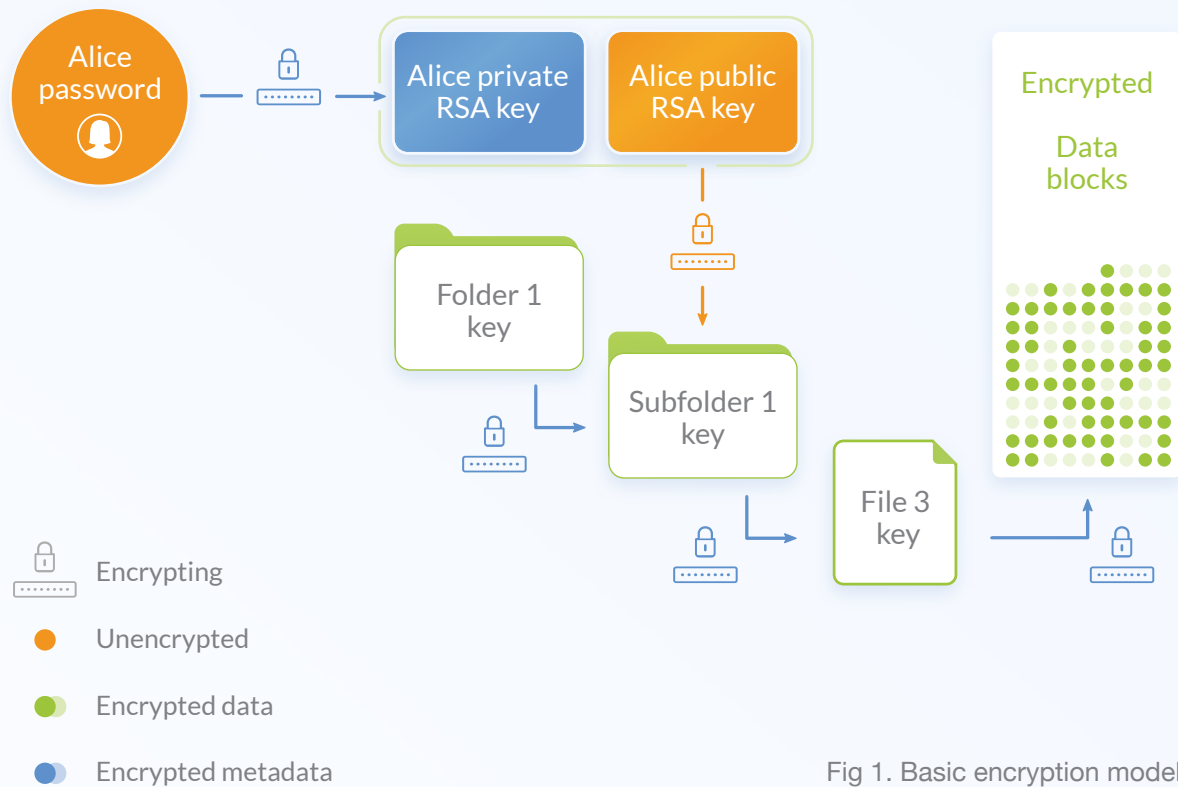 Alice
password
Alice private
RSA key
Alice public
RSA key
Encrypted
Data
blocks
Folder 1
key
Subfolder 1
key
File 3
key
Encrypting
Unencrypted
Encrypted data
Encrypted metadata
Fig 1. Basic encryption model